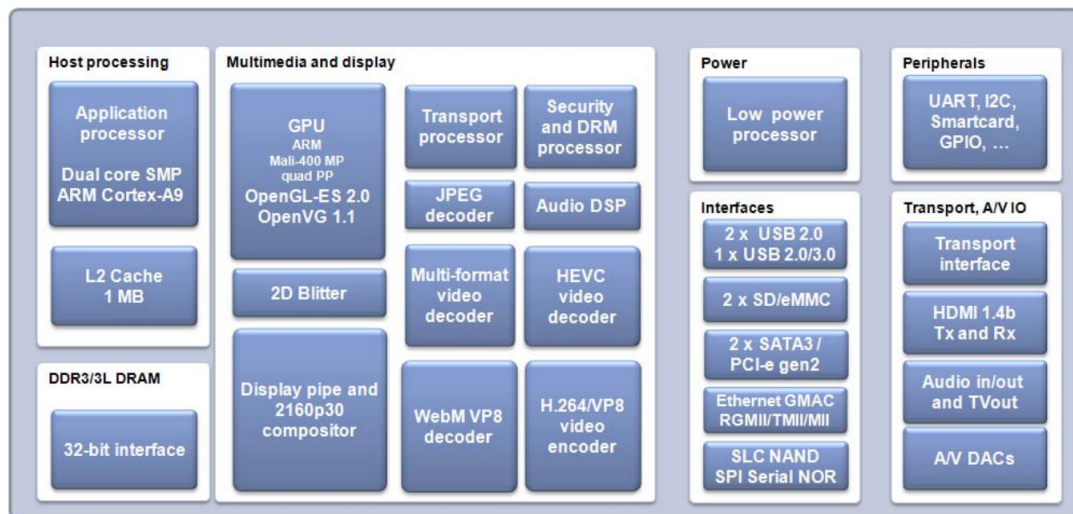 Host processing
Application
processor
Dual core SMP
ARM Cortex-A9
L2 Cache
1 MB
DDR3/3L DRAM
32-bit interface
Multimedia and display
GPU
ARM
Mali-400 MP
quad PP
OpenGL-ES 2.0
OpenVG 1.1
2D Blitter
Display pipe and
2160p30
compositor
Transport
processor
Security
and DRM
processor
JPEG
decoder
Audio DSP
Multi-format
video
decoder
HEVC
video
decoder
WebM VP8
decoder
H.264/VP8
video
encoder
Power
Low power
processor
Interfaces
2 x USB 2.0
1 x USB 2.0/3.0
2 x SD/eMMC
2 x SATA3 /
PCI-e gen2
Ethernet GMAC
RGMII/TMII/MII
SLC NAND
SPI Serial NOR
Peripherals
UART, I2C,
Smartcard,
GPIO, ...
Transport, A/V IO
Transport
interface
HDMI 1.4b
Tx and Rx
Audio in/out
and TVout
A/V DACs